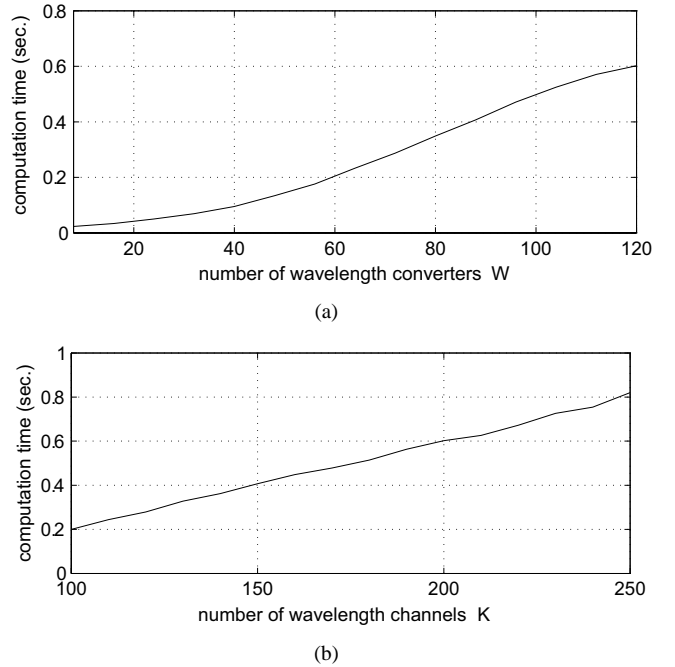 0.8
0.6
0.4
0.2
0
computation time (sec.)
20 40 60 80 100 120
number of wavelength converters W
(a)
1
0.8
0.6
0.4
0.2
0
computation time (sec.)
100 150 200 250
number of wavelength channels K
(b)